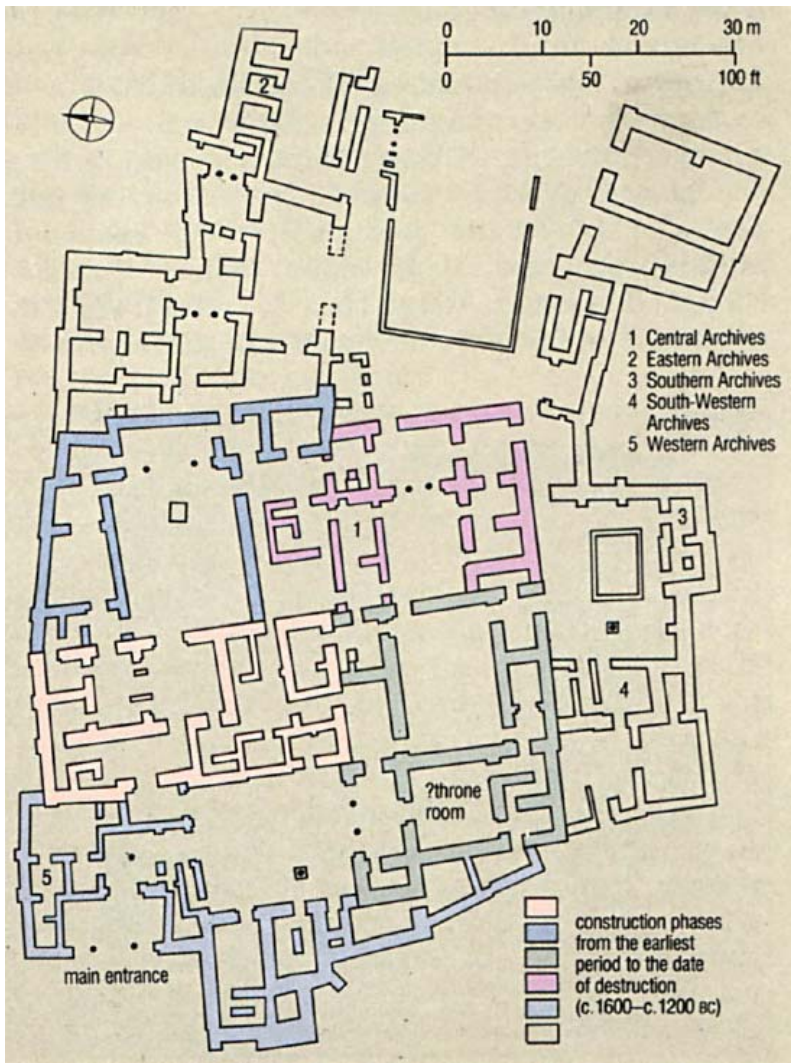 0 10 20 30 m
0 50 100 ft
2
1 Central Archives
2 Eastern Archives
3 Southern Archives
4 South-Western
Archives
5 Western Archives
3
1
4
?throne
room
5
main entrance
construction phases
from the earliest
period to the date
of destruction
(c.1600–c.1200 BC)